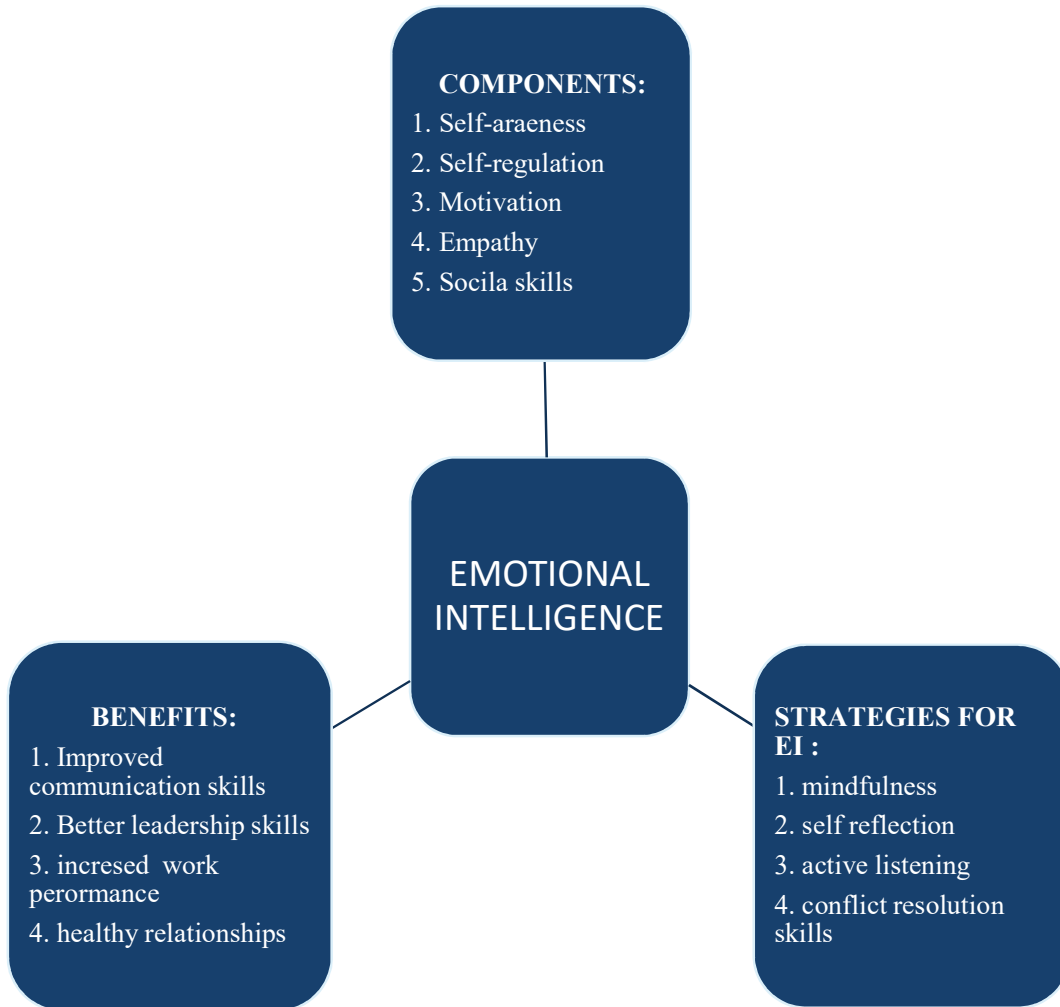 COMPONENTS:
1. Self-araeness
2. Self-regulation
3. Motivation
4. Empathy
5. Socila skills
EMOTIONAL
INTELLIGENCE
BENEFITS:
1. Improved
communication skills
2. Better leadership skills
3. incresed  work
perormance
4. healthy relationships
STRATEGIES FOR
EI :
1. mindfulness
2. self reflection
3. active listening
4. conflict resolution
skills